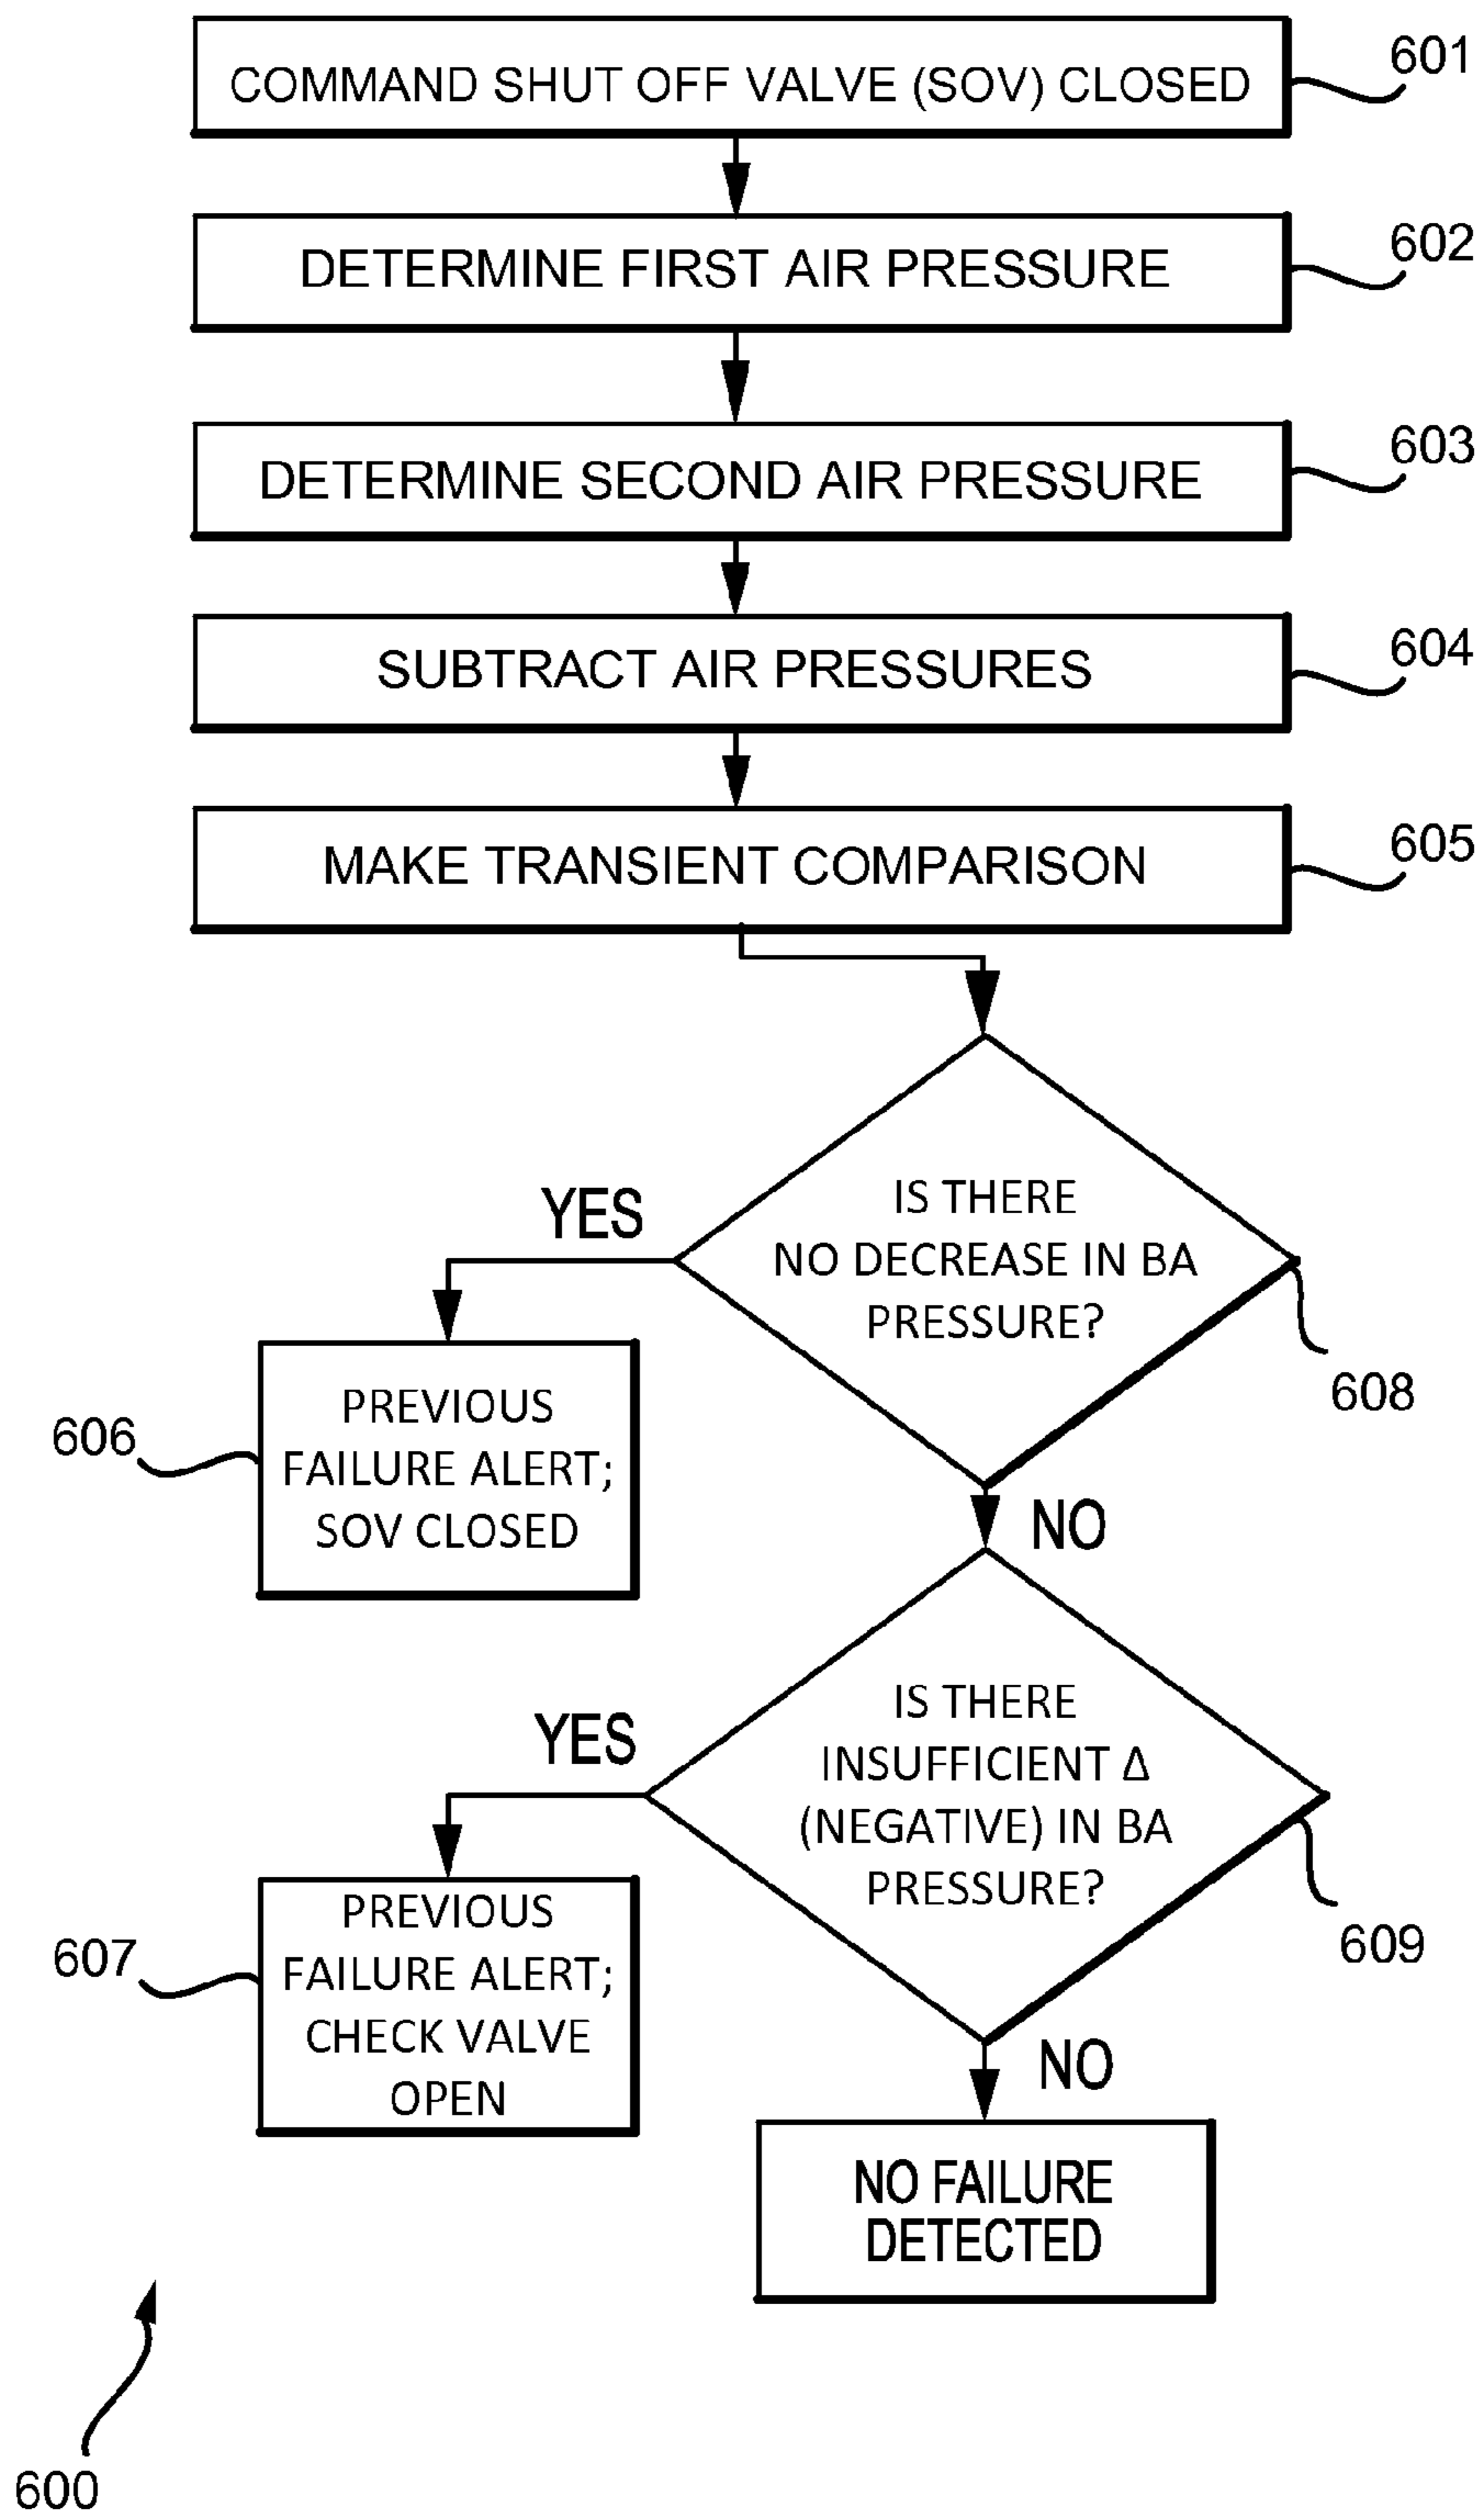 COMMAND SHUT OFF VALVE (SOV) CLOSED
601
DETERMINE FIRST AIR PRESSURE
602
DETERMINE SECOND AIR PRESSURE
603
SUBTRACT AIR PRESSURES
604
MAKE TRANSIENT COMPARISON
605
IS THERE
NO DECREASE IN BA
PRESSURE?
608
YES
PREVIOUS
FAILURE ALERT;
SOV CLOSED
606
NO
IS THERE
INSUFFICIENT Δ
(NEGATIVE) IN BA
PRESSURE?
609
YES
PREVIOUS
FAILURE ALERT;
CHECK VALVE
OPEN
607
NO
NO FAILURE
DETECTED
600